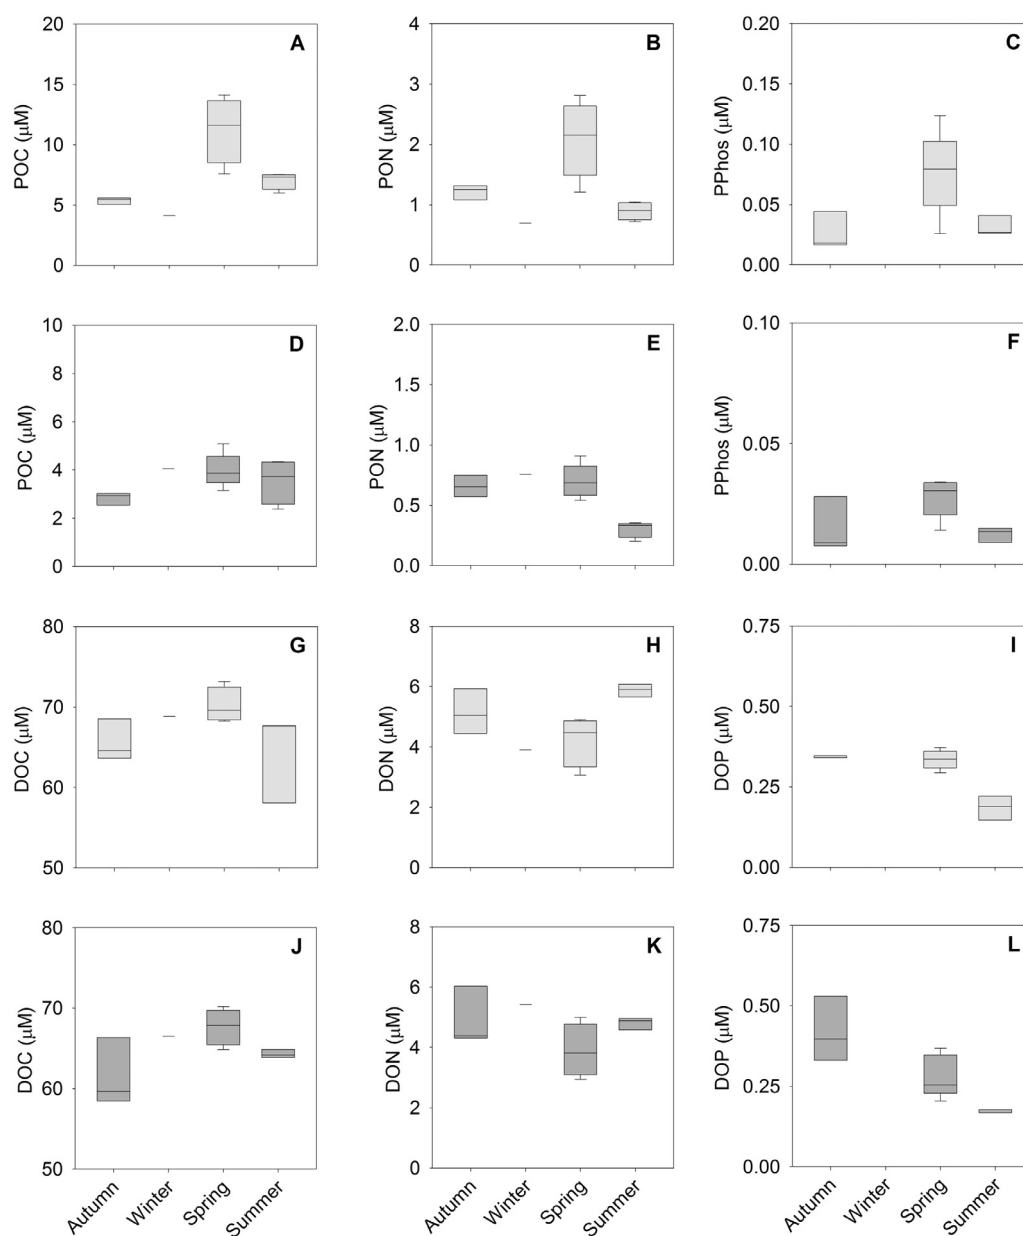 A
20
15
10
5
0
POC (μM)
B
4
3
2
1
0
PON (μM)
C
0.20
0.15
0.10
0.05
0.00
PPhos (μM)
D
10
8
6
4
2
0
POC (μM)
E
2.0
1.5
1.0
0.5
0.0
PON (μM)
F
0.10
0.05
0.00
PPhos (μM)
G
80
70
60
50
DOC (μM)
H
8
6
4
2
0
DON (μM)
I
0.75
0.50
0.25
0.00
DOP (μM)
J
80
70
60
50
DOC (μM)
Autumn
Winter
Spring
Summer
K
8
6
4
2
0
DON (μM)
Autumn
Winter
Spring
Summer
L
0.75
0.50
0.25
0.00
DOP (μM)
Autumn
Winter
Spring
Summer